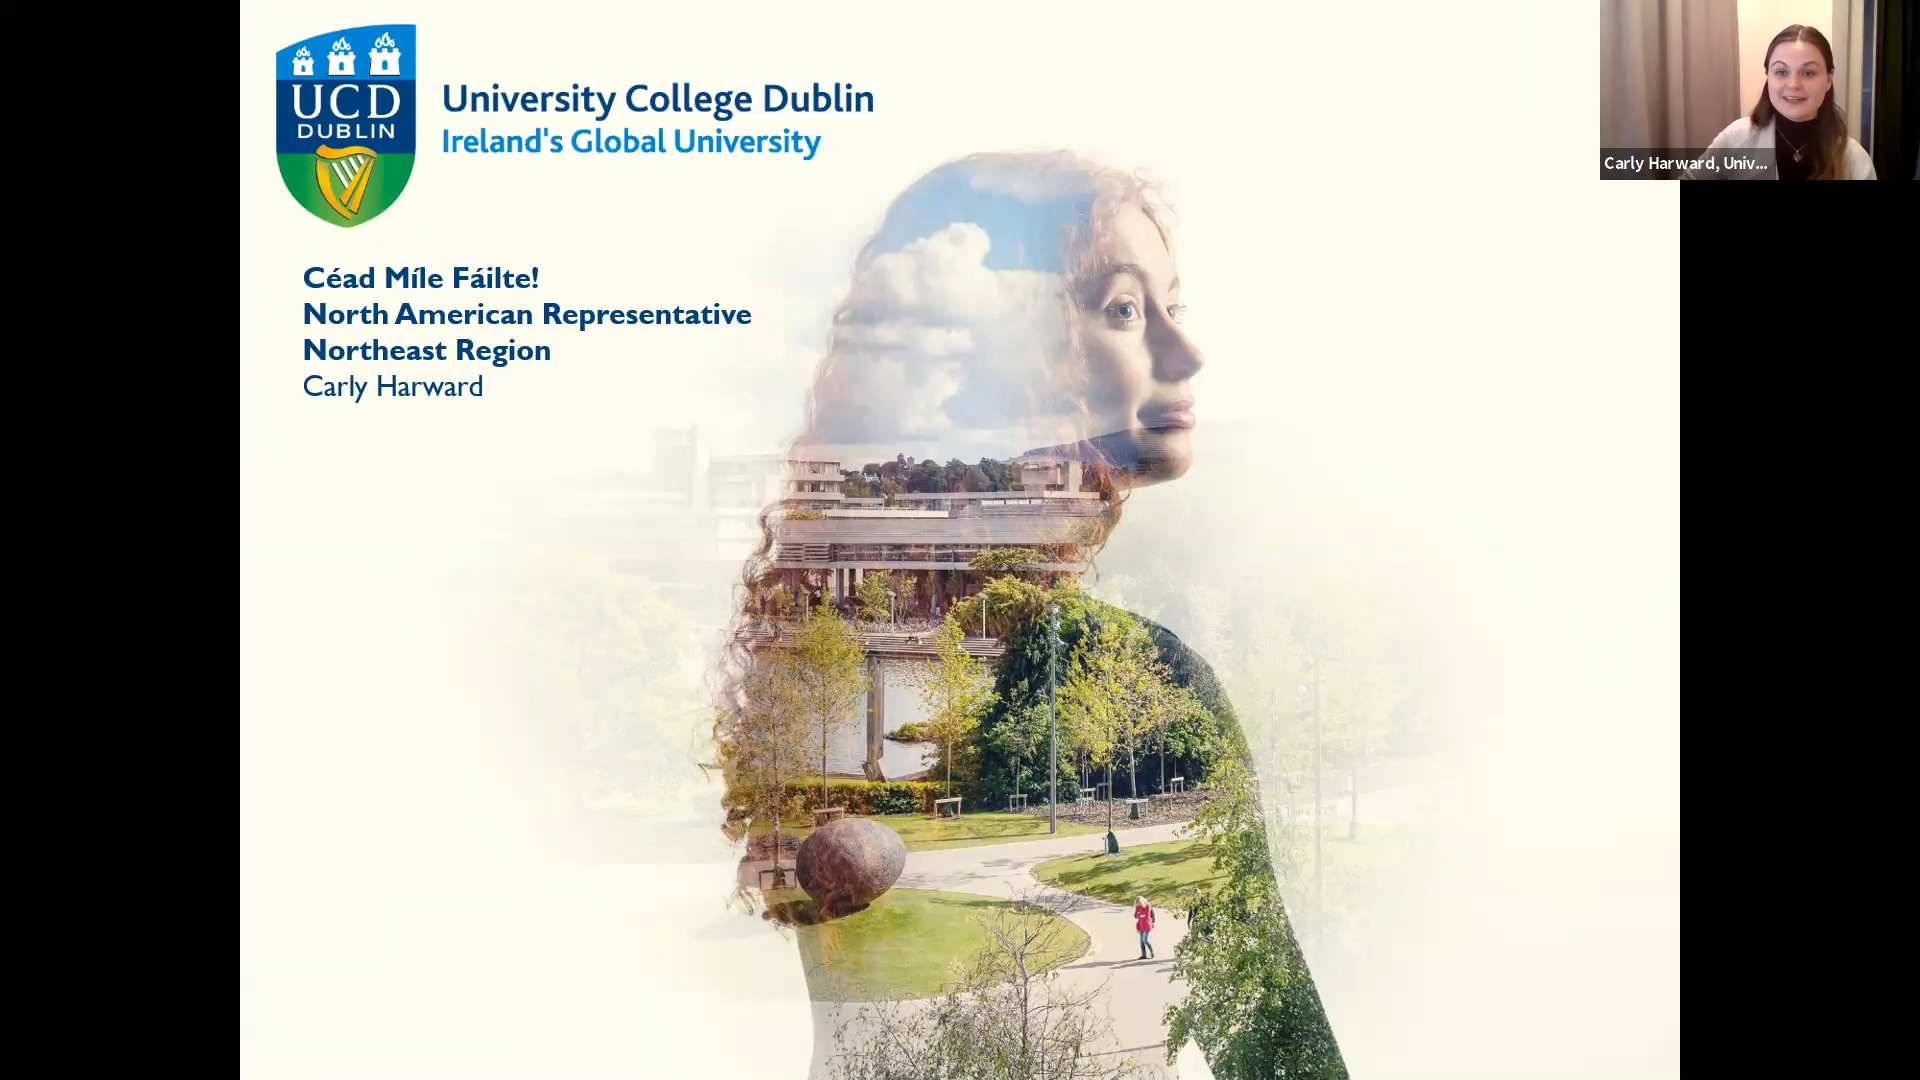 UCD
DUBLIN
University College Dublin
Ireland's Global University
Céad Míle Fáilte!
North American Representative
Northeast Region
Carly Harward
Carly Harward, Univ...